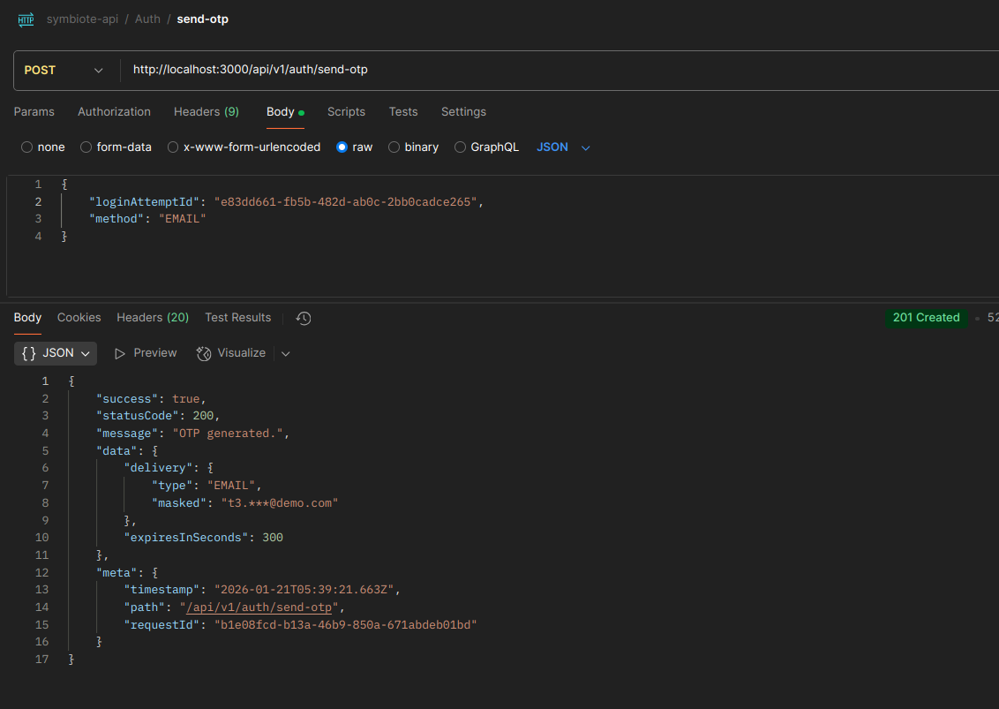 HTTP symbiote-api / Auth / send-otp
POST http://localhost:3000/api/v1/auth/send-otp
Params Authorization Headers (9) Body Scripts Tests Settings
none form-data x-www-form-urlencoded raw binary GraphQL JSON
1 {
2 "loginAttemptId": "e83dd661-fb5b-482d-ab0c-2bb0cadce265",
3 "method": "EMAIL"
4 }
Body Cookies Headers (20) Test Results 201 Created 52
{} JSON Preview Visualize
1 {
2 "success": true,
3 "statusCode": 200,
4 "message": "OTP generated.",
5 "data": {
6 "delivery": {
7 "type": "EMAIL",
8 "masked": "t3.***@demo.com"
9 },
10 "expiresInSeconds": 300
11 },
12 "meta": {
13 "timestamp": "2026-01-21T05:39:21.663Z",
14 "path": "/api/v1/auth/send-otp",
15 "requestId": "b1e08fcd-b13a-46b9-850a-671abdeb01bd"
16 }
17 }